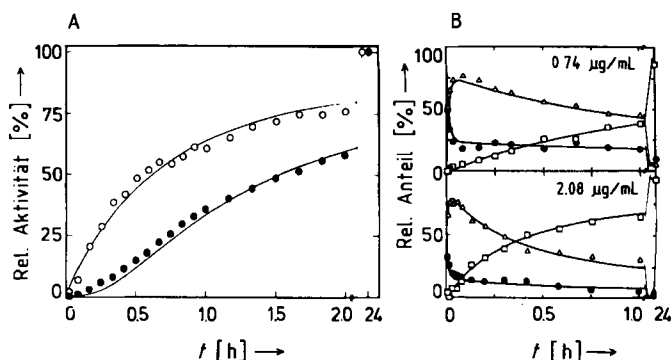 A
B
100
75
50
25
0
Rel. Aktivität [%] →
0 0.5 1.0 1.5 2.0 24
t [h] →
100
50
0
0.74 µg/mL
50
0
2.08 µg/mL
Rel. Anteil [%] →
0 0.5 1.0 24
t [h] →